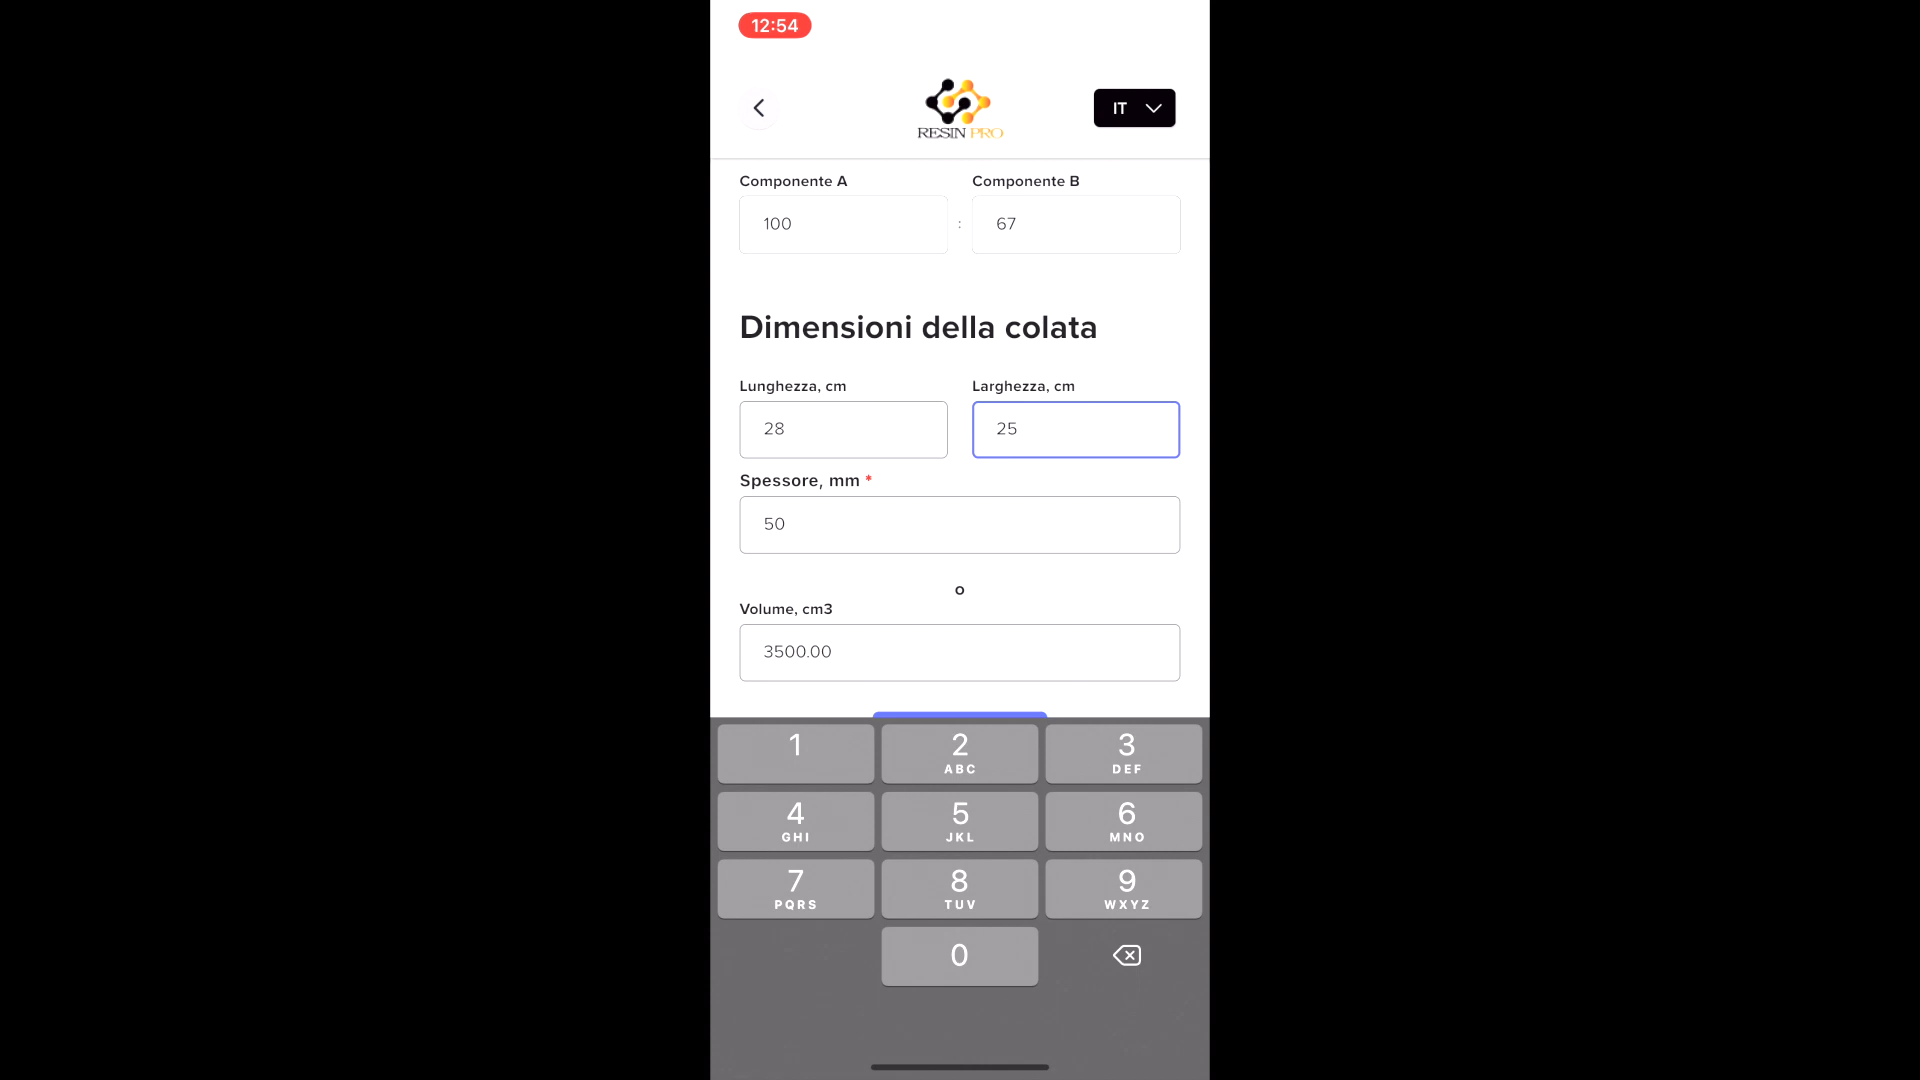 12:54
RESIN PRO
IT
Componente A
Componente B
100
:
67
Dimensioni della colata
Lunghezza, cm
Larghezza, cm
28
25
Spessore, mm *
50
o
Volume, cm3
3500.00
1
2
ABC
3
DEF
4
GHI
5
JKL
6
MNO
7
PQRS
8
TUV
9
WXYZ
0